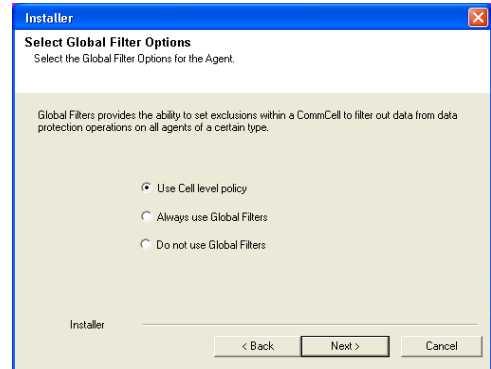 Installer
Select Global Filter Options
Select the Global Filter Options for the Agent.
Global Filters provides the ability to set exclusions within a CommCell to filter out data from data
protection operations on all agents of a certain type.
Use Cell level policy
Always use Global Filters
Do not use Global Filters
Installer
< Back
Next >
Cancel